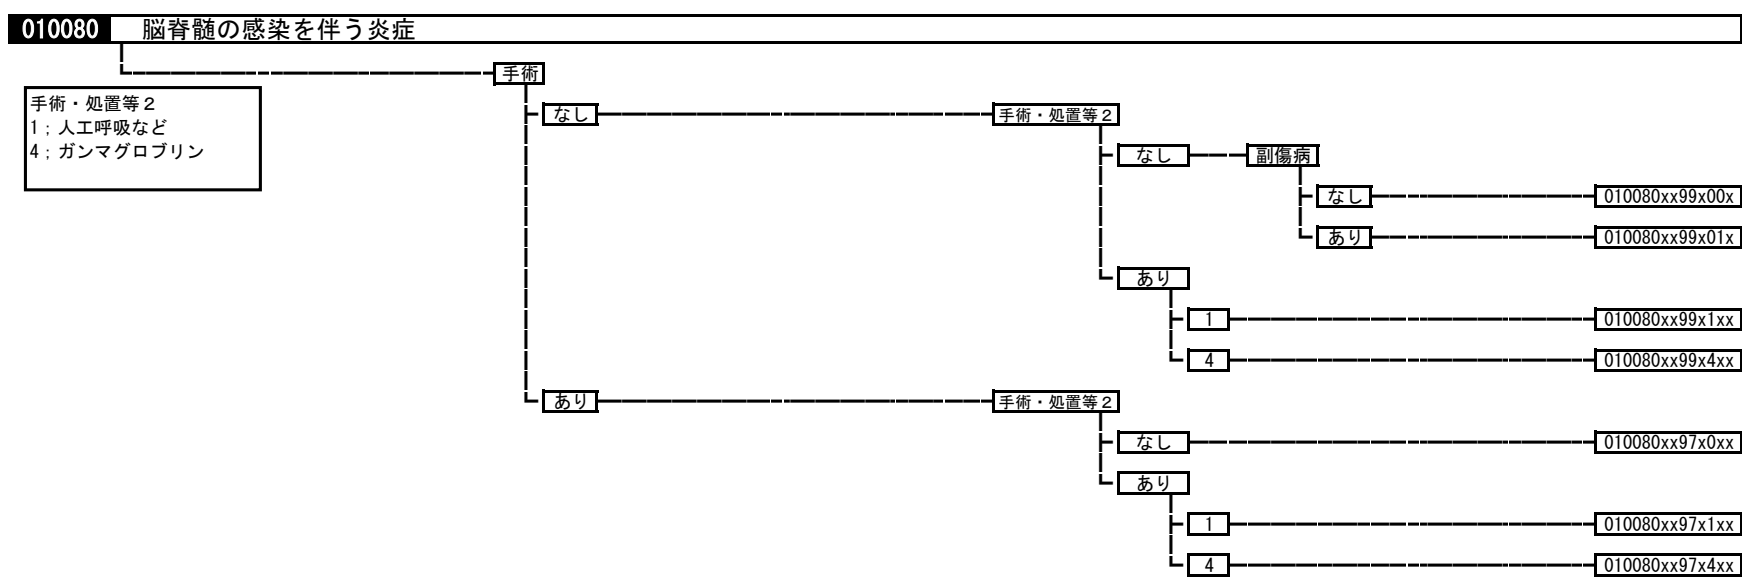 010080 脳脊髄の感染を伴う炎症
手術
手術・処置等２
1；人工呼吸など
4；ガンマグロブリン
なし
手術・処置等２
なし
副傷病
なし
010080xx99x00x
あり
010080xx99x01x
あり
1
010080xx99x1xx
4
010080xx99x4xx
あり
手術・処置等２
なし
010080xx97x0xx
あり
1
010080xx97x1xx
4
010080xx97x4xx